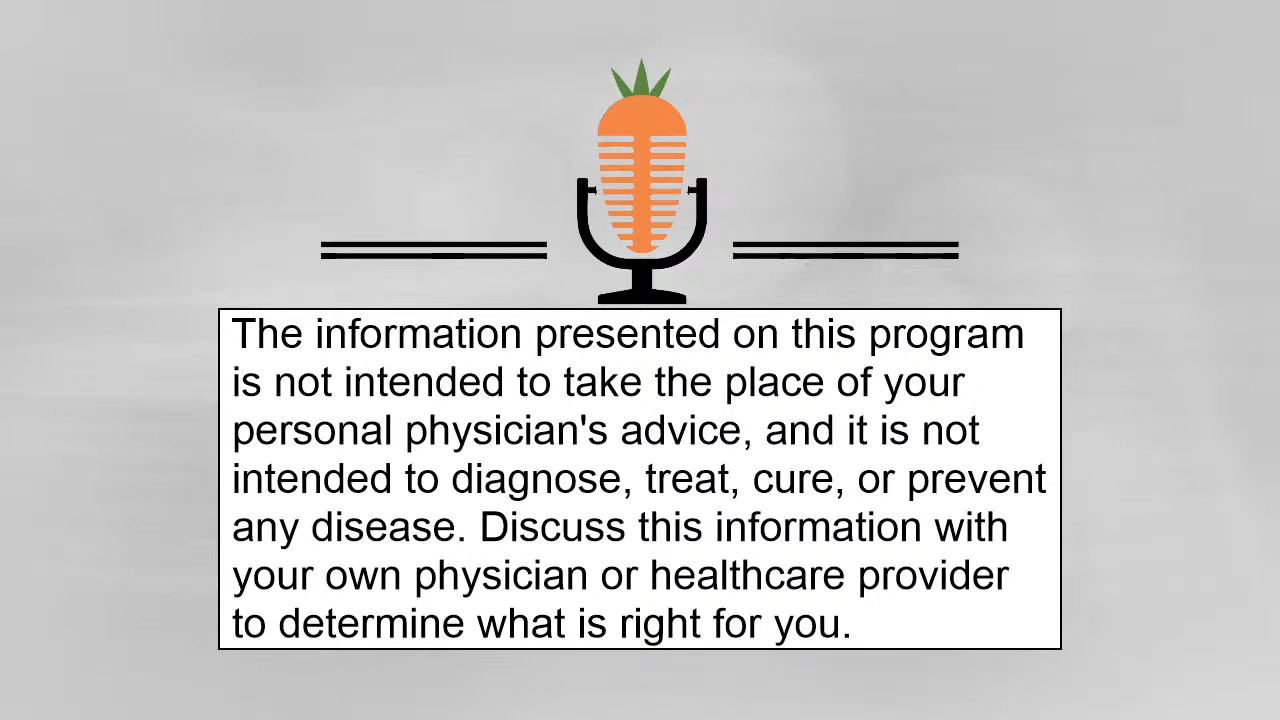 The information presented on this program
is not intended to take the place of your
personal physician's advice, and it is not
intended to diagnose, treat, cure, or prevent
any disease. Discuss this information with
your own physician or healthcare provider
to determine what is right for you.